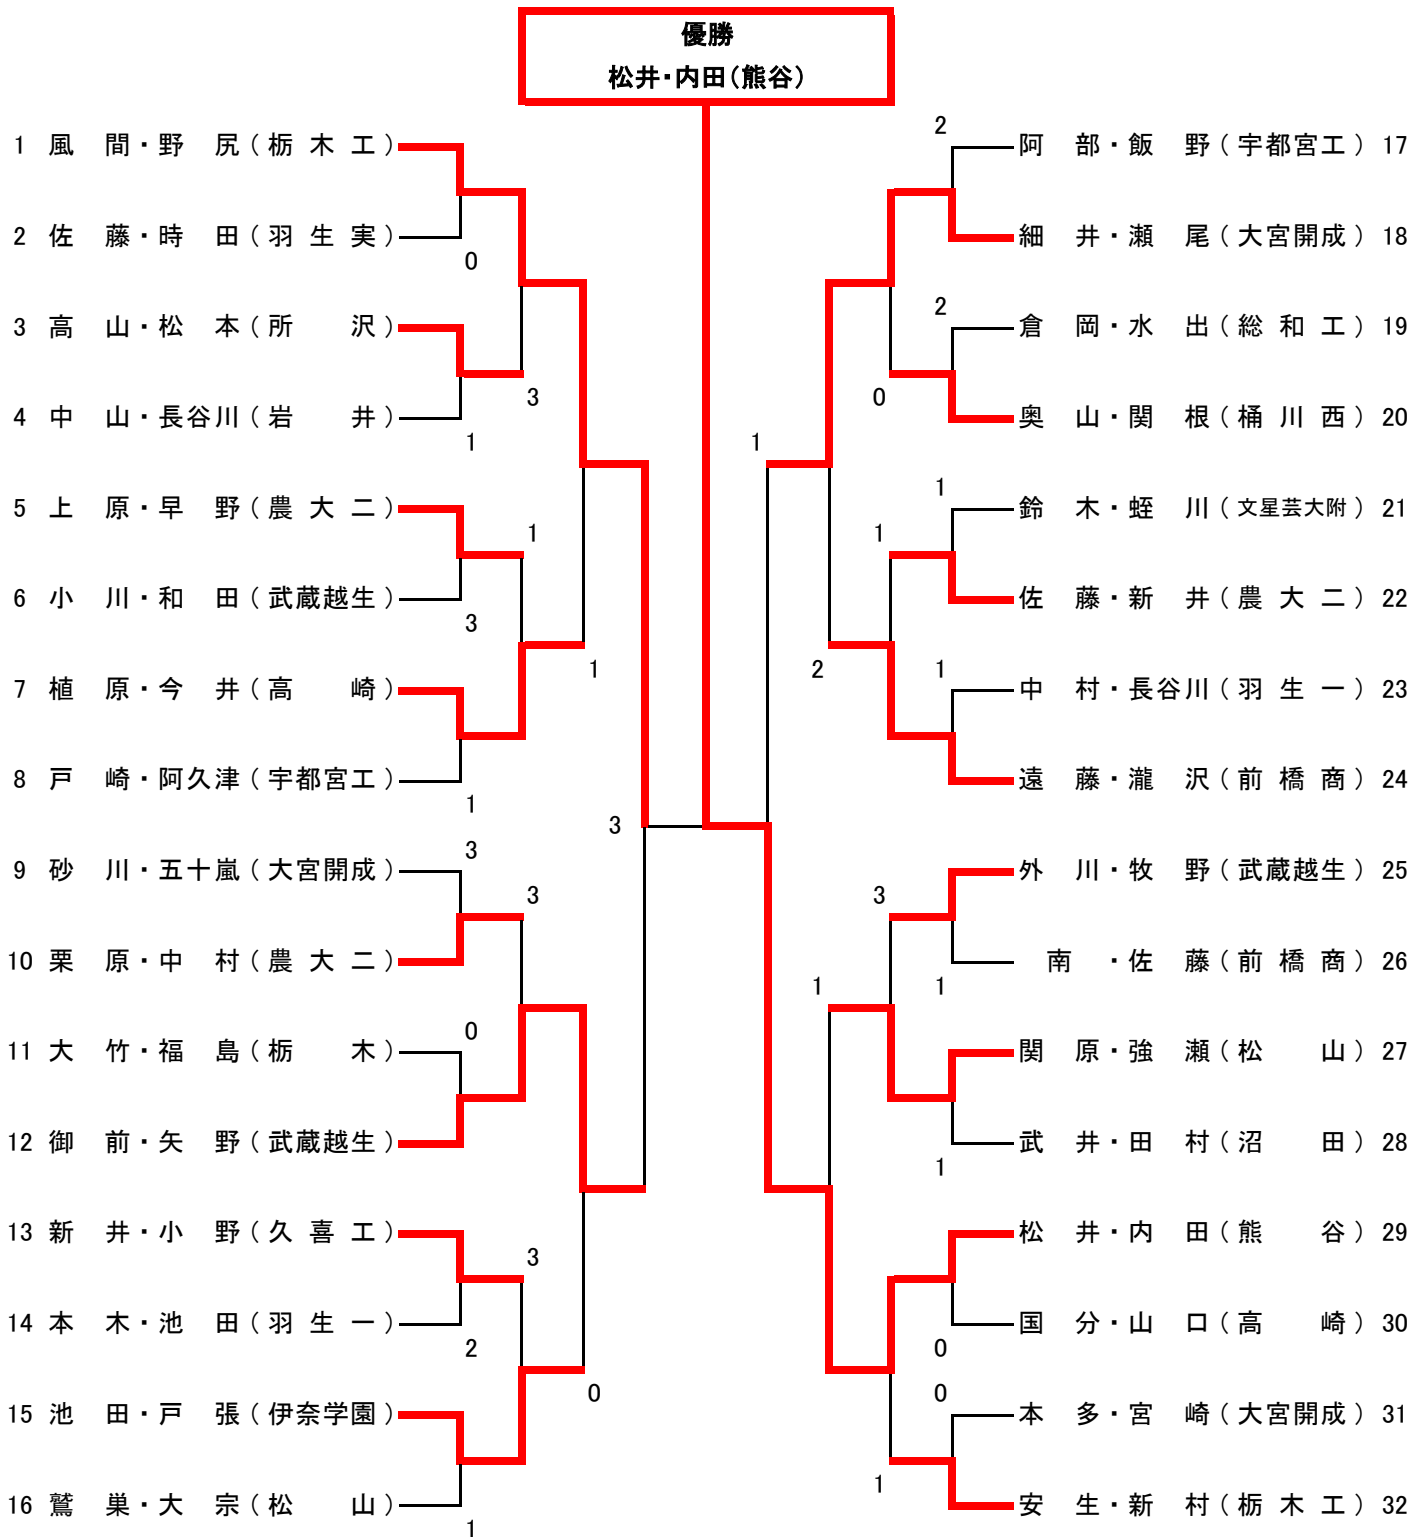 優勝
松井・内田(熊谷)
1 風 間・野 尻(栃 木 工)
2 佐 藤・時 田(羽 生 実)
0
3 高 山・松 本(所 沢)
3
4 中 山・長谷川(岩 井)
1
5 上 原・早 野(農 大 二)
1
6 小 川・和 田(武蔵越生)
3
1
7 植 原・今 井(高 崎)
8 戸 崎・阿久津(宇都宮工)
1
3
3
9 砂 川・五十嵐(大宮開成)
3
10 栗 原・中 村(農 大 二)
0
11 大 竹・福 島(栃 木)
12 御 前・矢 野(武蔵越生)
13 新 井・小 野(久 喜 工)
3
14 本 木・池 田(羽 生 一)
2
0
15 池 田・戸 張(伊奈学園)
16 鷲 巣・大 宗(松 山)
1
2
阿 部・飯 野(宇都宮工) 17
細 井・瀬 尾(大宮開成) 18
2
倉 岡・水 出(総 和 工) 19
0
奥 山・関 根(桶 川 西) 20
1
1
鈴 木・蛭 川(文星芸大附) 21
1
佐 藤・新 井(農 大 二) 22
2
1
中 村・長谷川(羽 生 一) 23
遠 藤・瀧 沢(前 橋 商) 24
外 川・牧 野(武蔵越生) 25
3
南 ・佐 藤(前 橋 商) 26
1
1
関 原・強 瀬(松 山) 27
武 井・田 村(沼 田) 28
1
松 井・内 田(熊 谷) 29
国 分・山 口(高 崎) 30
0
0
本 多・宮 崎(大宮開成) 31
1
安 生・新 村(栃 木 工) 32